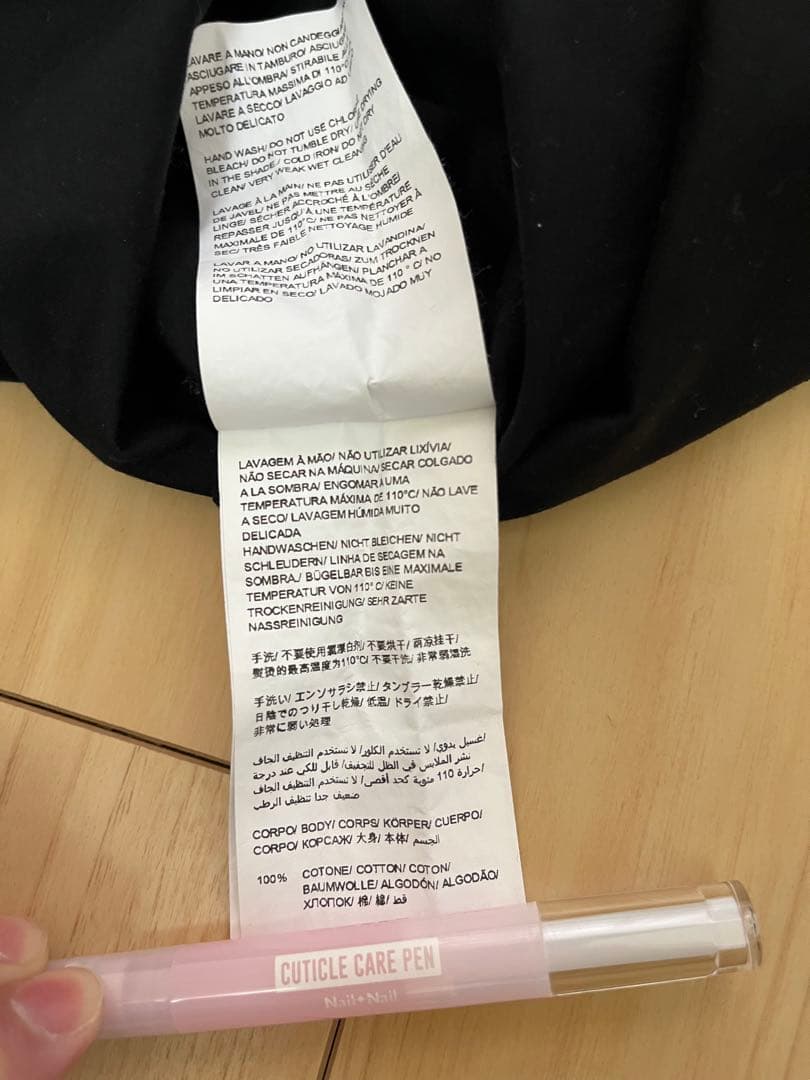 LAVARE A MANO/ NON CANDEGG
ASCIUGARE IN TAMBURO/ ASCIUG
APPESO ALL'OMBRA/ STIRABILE A
TEMPERATURA MASSIMA DI 110°C/
LAVARE A SECCO/ LAVAGGIO AD
MOLTO DELICATO
HAND WASH/ DO NOT USE CHLO
BLEACH/ DO NOT TUMBLE DRY/ DRYING
IN THE SHADE/ COLD IRON/ DO NOT DRY
CLEAN/ VERY WEAK WET CLEANING
LAVAGE À LA MAIN/ NE PAS UTILISER D'EAU
DE JAVEL/ NE PAS METTRE AU SÈCHE
LINGE/ SÉCHER ACCROCHÉ À L'OMBRE/
REPASSER JUSQU'À UNE TEMPÉRATURE
MAXIMALE DE 110°C/ NE PAS NETTOYER À
SEC/ TRÈS FAIBLE NETTOYAGE HUMIDE
LAVAR A MANO/ NO UTILIZAR LAVANDINA/
NO UTILIZAR SECADORAS/ ZUM TROCKNEN
IM SCHATTEN AUFHÄNGEN/ PLANCHAR A
UNA TEMPERATURA MÁXIMA DE 110 ° C/ NO
LIMPIAR EN SECO/ LAVADO MOJADO MUY
DELICADO
LAVAGEM À MÃO/ NÃO UTILIZAR LIXÍVIA/
NÃO SECAR NA MÁQUINA/SECAR COLGADO
A LA SOMBRA/ ENGOMAR A UMA
TEMPERATURA MÁXIMA DE 110°C/ NÃO LAVE
A SECO/ LAVAGEM HÚMIDA MUITO
DELICADA
HANDWASCHEN/ NICHT BLEICHEN/ NICHT
SCHLEUDERN/ LINHA DE SECAGEM NA
SOMBRA/ BÜGELBAR BIS EINE MAXIMALE
TEMPERATUR VON 110° C/KEINE
TROCKENREINIGUNG/ SEHR ZARTE
NASSREINIGUNG
手洗/ 不要使用氯漂白剂/ 不要烘干/ 荫凉挂干/
熨烫的最高温度为110°C/ 不要干洗/ 非常弱湿洗
手洗い/ エンソサラシ禁止/ タンブラー乾燥禁止/
日陰でのつり干し乾燥/ 低温/ ドライ禁止/
非常に弱い処理
غسيل يدوي/ لا تستخدم الكلور/ لا تستخدم التنظيف الجاف/
نشر الملابس في الظل للتجفيف/ قابل للكي عند درجة
حرارة 110 مئوية كحد أقصى/ لا تستخدم التنظيف الجاف/
ضعيف جدا تنظيف الرطب
CORPO/ BODY/ CORPS/ KÖRPER/ CUERPO/
CORPO/ КОРСАЖ/ 大身/ 本体/ الجسم
100% COTONE/ COTTON/ COTON/
BAUMWOLLE/ ALGODÓN/ ALGODÃO/
ХЛОПОК/ 棉/ 綿/ قط
CUTICLE CARE PEN
Nail+Nail